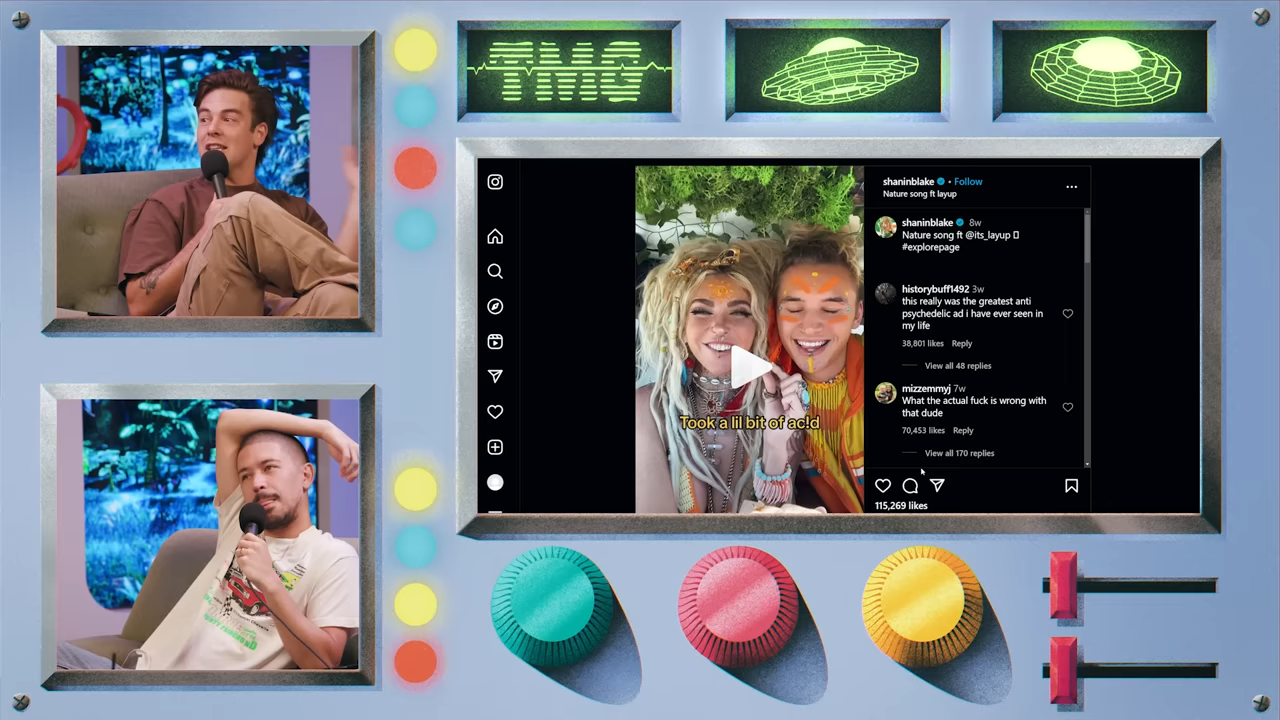 TMG
shaninblake • Follow
Nature song ft layup
shaninblake 8w
Nature song ft @its_layup
#explorepage
historybuff1492 3w
this really was the greatest anti
psychedelic ad i have ever seen in
my life
38,801 likes Reply
View all 48 replies
mizzemmyj 7w
What the actual fuck is wrong with
that dude
70,453 likes Reply
View all 170 replies
115,269 likes
Took a lil bit of ac!d